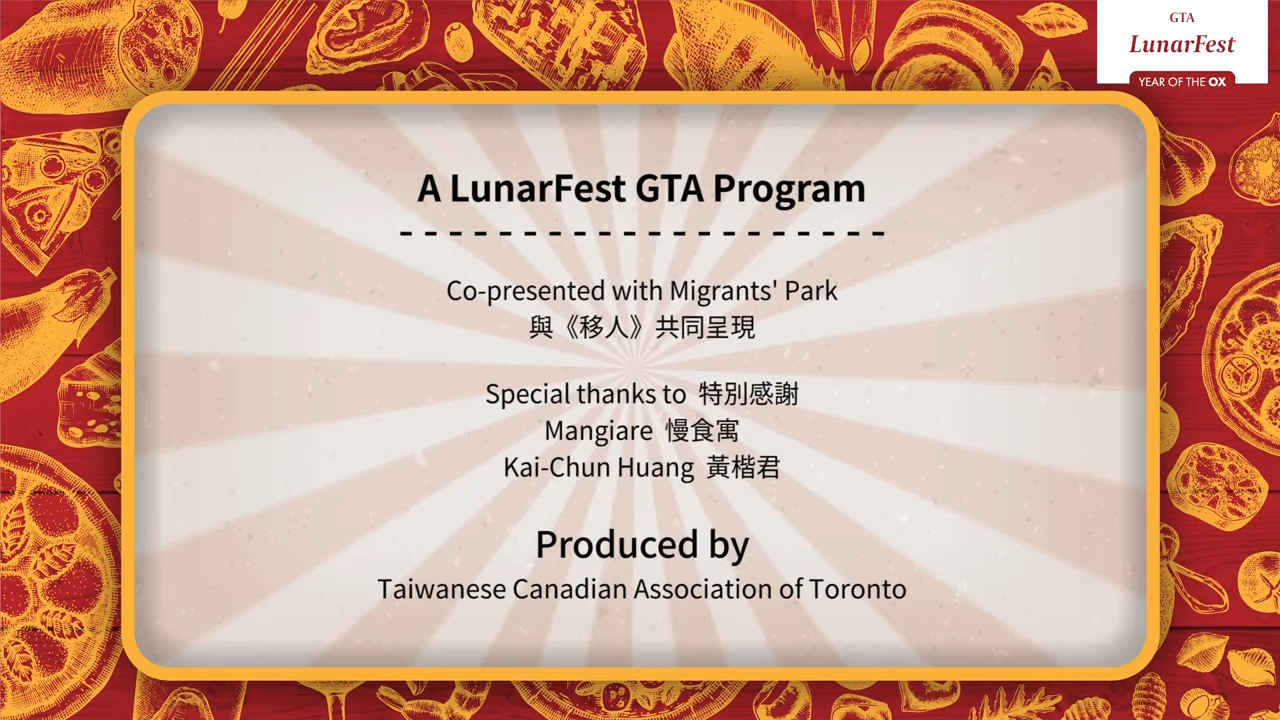 GTA
LunarFest
YEAR OF THE OX
A LunarFest GTA Program
- - - - - - - - - - - - - - - - - - - -
Co-presented with Migrants' Park
與《移人》共同呈現
Special thanks to 特別感謝
Mangiare 慢食寓
Kai-Chun Huang 黃楷君
Produced by
Taiwanese Canadian Association of Toronto